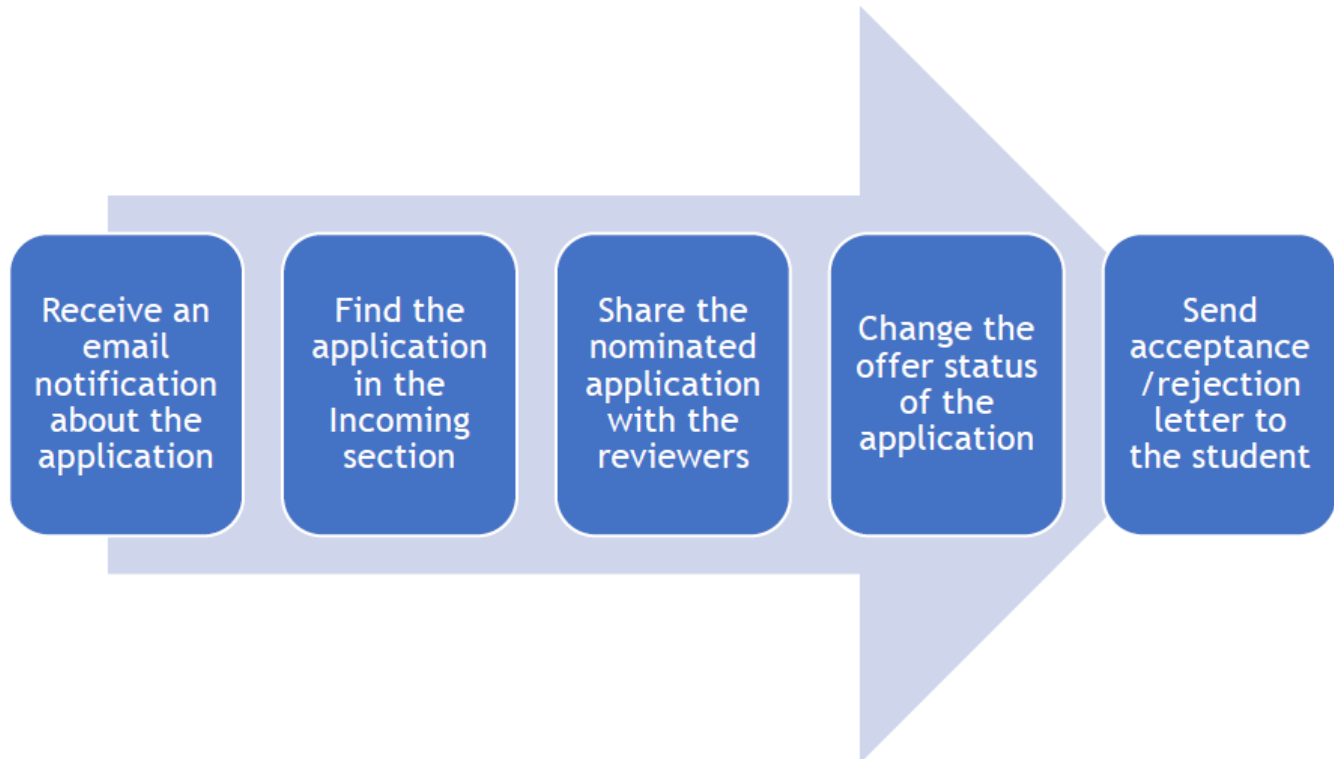 Receive an
email
notification
about the
application
Find the
application
in the
Incoming
section
Share the
nominated
application
with the
reviewers
Change the
offer status
of the
application
Send
acceptance
/rejection
letter to
the student